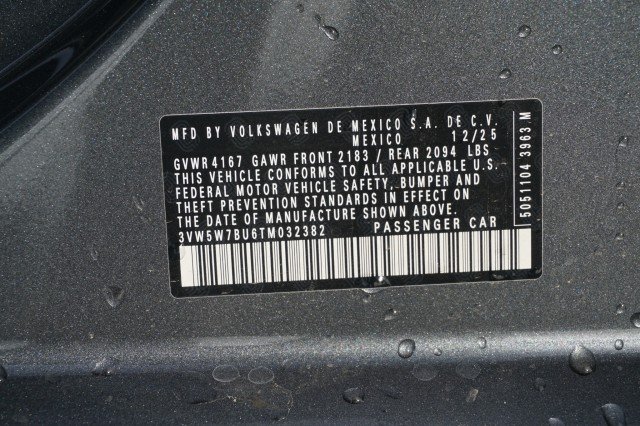 MFD BY VOLKSWAGEN DE MEXICO S.A. DE C.V.
MEXICO 12/25
GVWR 4167 GAWR FRONT 2183 / REAR 2094 LBS
THIS VEHICLE CONFORMS TO ALL APPLICABLE U.S.
FEDERAL MOTOR VEHICLE SAFETY, BUMPER AND
THEFT PREVENTION STANDARDS IN EFFECT ON
THE DATE OF MANUFACTURE SHOWN ABOVE.
3VW5W7BU6TM032382 PASSENGER CAR
5051104 3963 M